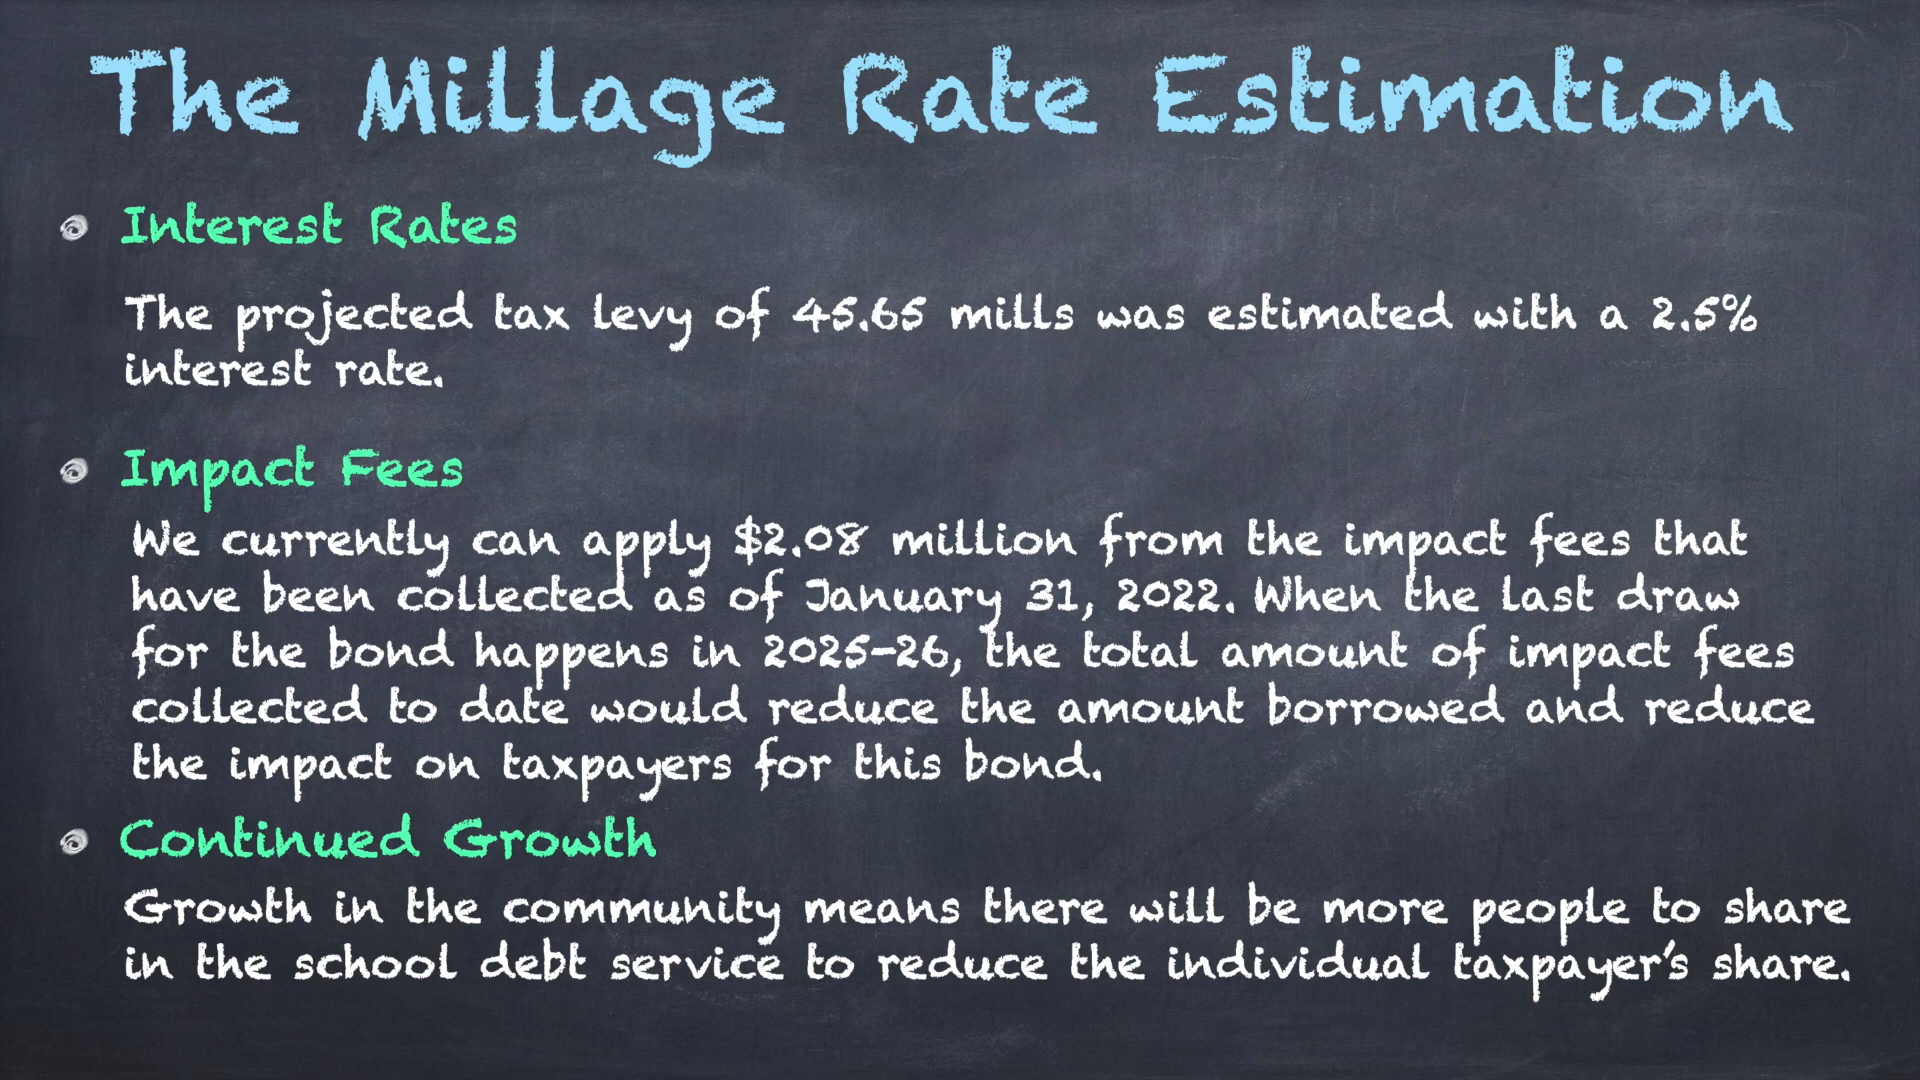 The Millage Rate Estimation
Interest Rates
The projected tax levy of 45.65 mills was estimated with a 2.5%
interest rate.
Impact Fees
We currently can apply $2.08 million from the impact fees that
have been collected as of January 31, 2022. When the last draw
for the bond happens in 2025-26, the total amount of impact fees
collected to date would reduce the amount borrowed and reduce
the impact on taxpayers for this bond.
Continued Growth
Growth in the community means there will be more people to share
in the school debt service to reduce the individual taxpayer's share.